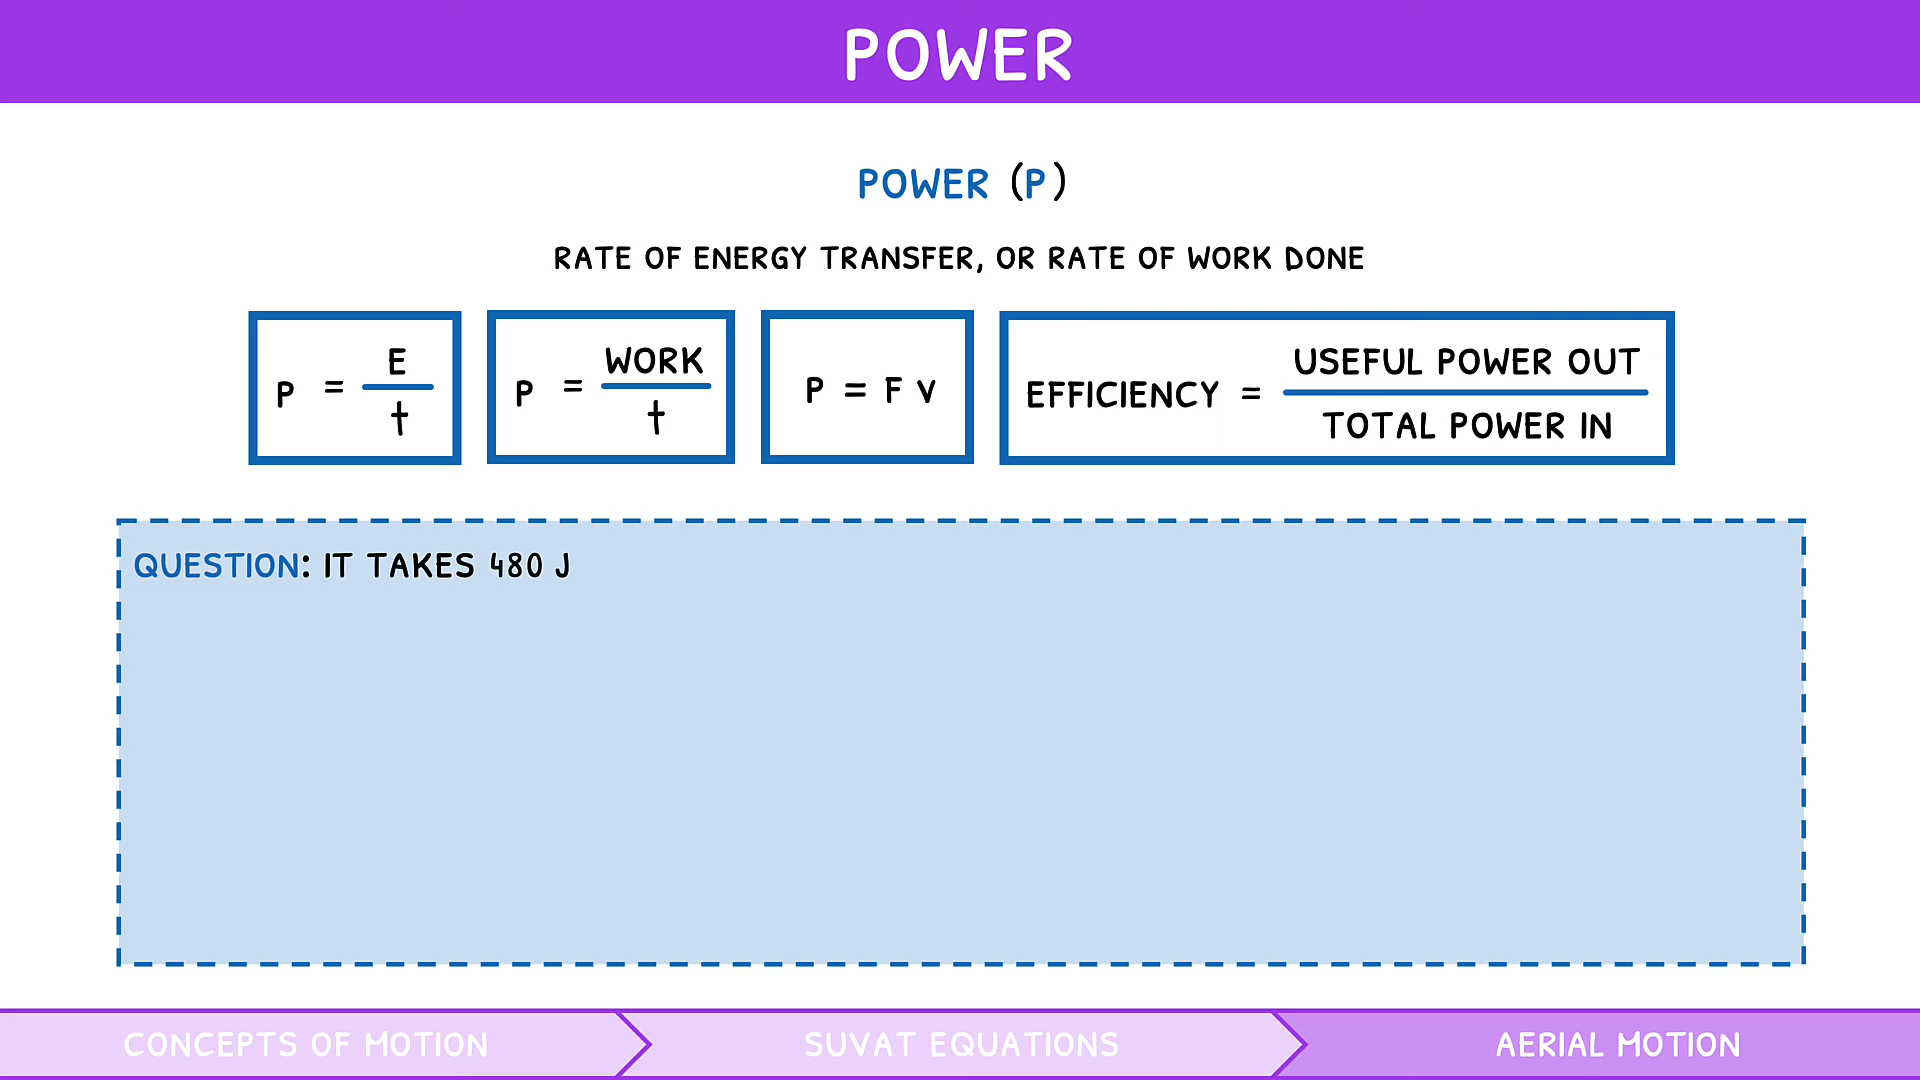 POWER
POWER (P)
RATE OF ENERGY TRANSFER, OR RATE OF WORK DONE
P = E / t
P = WORK / t
P = F v
EFFICIENCY = USEFUL POWER OUT / TOTAL POWER IN
QUESTION: IT TAKES 480 J
CONCEPTS OF MOTION
SUVAT EQUATIONS
AERIAL MOTION